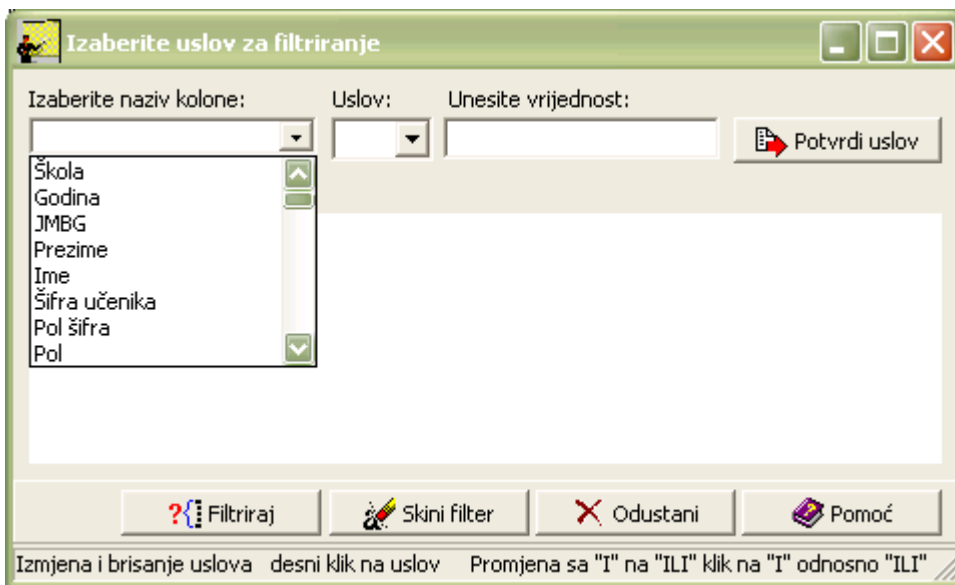 Izaberite uslov za filtriranje
Izaberite naziv kolone: Uslov: Unesite vrijednost:
Potvrdi uslov
Škola
Godina
JMBG
Prezime
Ime
Šifra učenika
Pol šifra
Pol
?{ Filtriraj Skini filter Odustani Pomoć
Izmjena i brisanje uslova desni klik na uslov Promjena sa "I" na "ILI" klik na "I" odnosno "ILI"